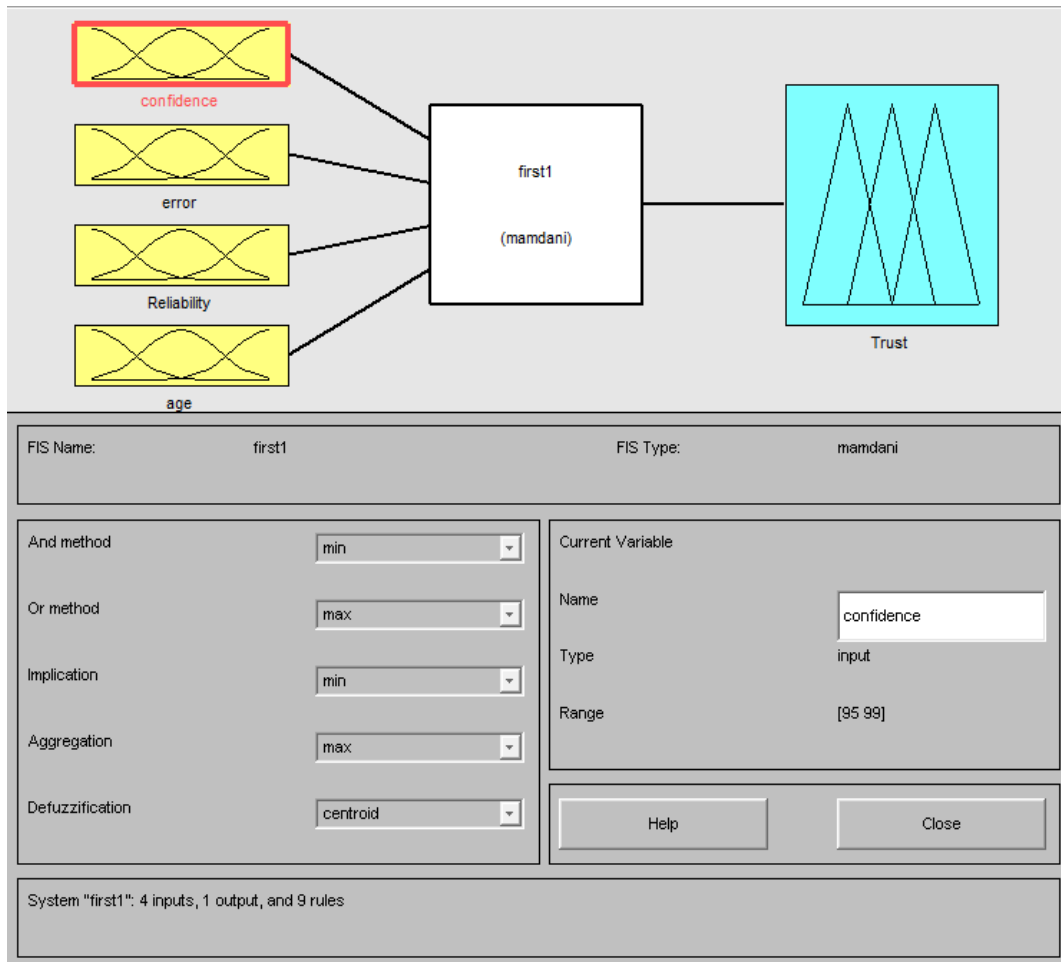 confidence
error
Reliability
age
first1
(mamdani)
Trust
FIS Name: first1 FIS Type: mamdani
And method min
Or method max
Implication min
Aggregation max
Defuzzification centroid
Current Variable
Name confidence
Type input
Range [95 99]
Help Close
System "first1": 4 inputs, 1 output, and 9 rules